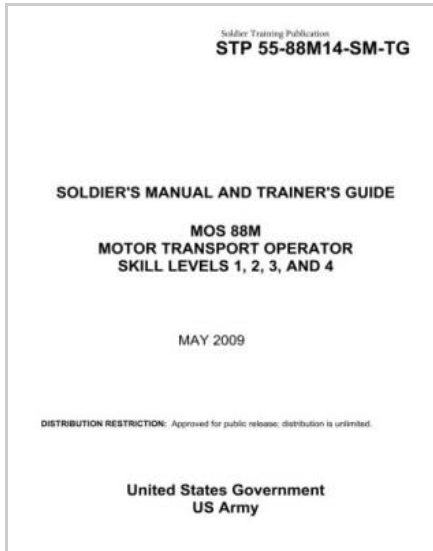 Soldier Training Publication
STP 55-88M14-SM-TG
SOLDIER'S MANUAL AND TRAINER'S GUIDE
MOS 88M
MOTOR TRANSPORT OPERATOR
SKILL LEVELS 1, 2, 3, AND 4
MAY 2009
DISTRIBUTION RESTRICTION: Approved for public release; distribution is unlimited.
United States Government
US Army